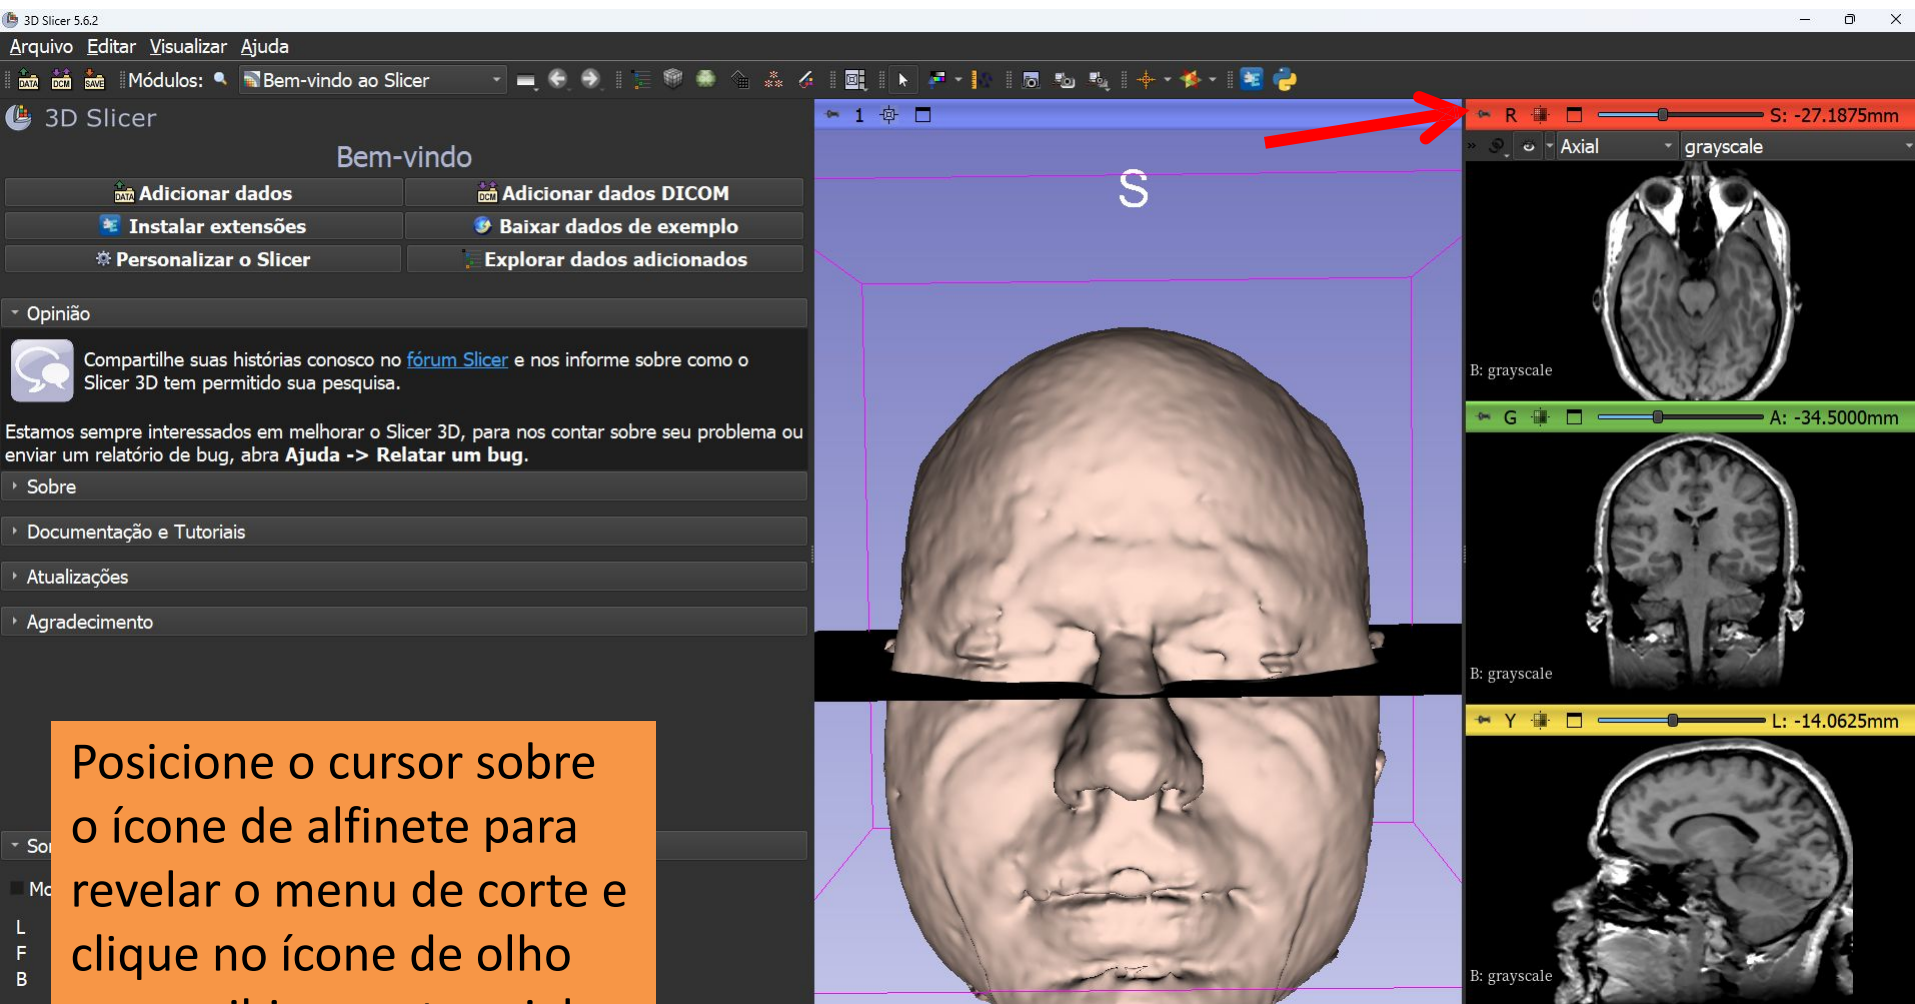 3D Slicer 5.6.2
Arquivo Editar Visualizar Ajuda
DATA DCM SAVE Módulos: Bem-vindo ao Slicer
3D Slicer
Bem-vindo
DATA Adicionar dados
DCM Adicionar dados DICOM
Instalar extensões
Baixar dados de exemplo
Personalizar o Slicer
Explorar dados adicionados
Opinião
Compartilhe suas histórias conosco no fórum Slicer e nos informe sobre como o
Slicer 3D tem permitido sua pesquisa.
Estamos sempre interessados em melhorar o Slicer 3D, para nos contar sobre seu problema ou
enviar um relatório de bug, abra Ajuda -> Relatar um bug.
Sobre
Documentação e Tutoriais
Atualizações
Agradecimento
L
F
B
Posicione o cursor sobre
o ícone de alfinete para
revelar o menu de corte e
clique no ícone de olho
1
S
R S: -27.1875mm
Axial grayscale
B: grayscale
G A: -34.5000mm
B: grayscale
Y L: -14.0625mm
B: grayscale